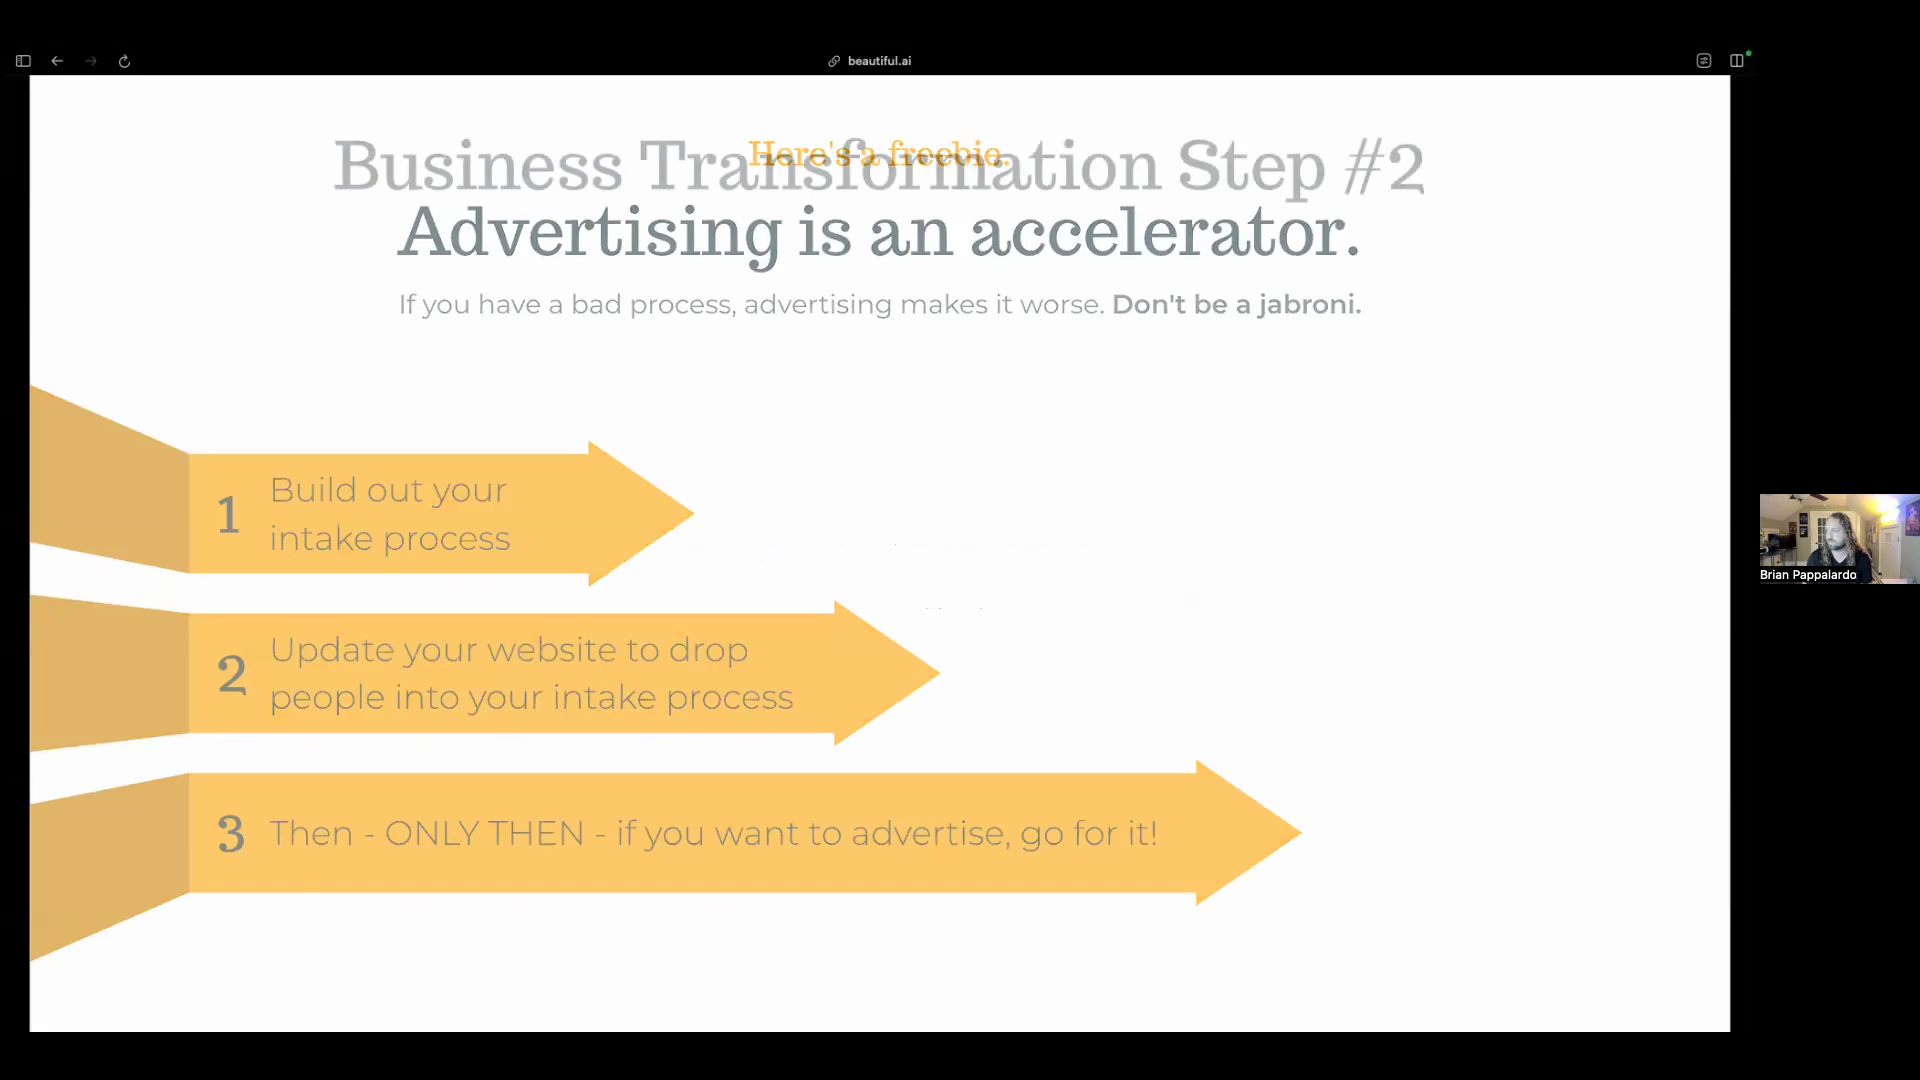 beautiful.ai
Here's a freebie.
Business Transformation Step #2
Advertising is an accelerator.
If you have a bad process, advertising makes it worse. Don't be a jabroni.
1
Build out your
intake process
2
Update your website to drop
people into your intake process
3
Then - ONLY THEN - if you want to advertise, go for it!
Brian Pappalardo